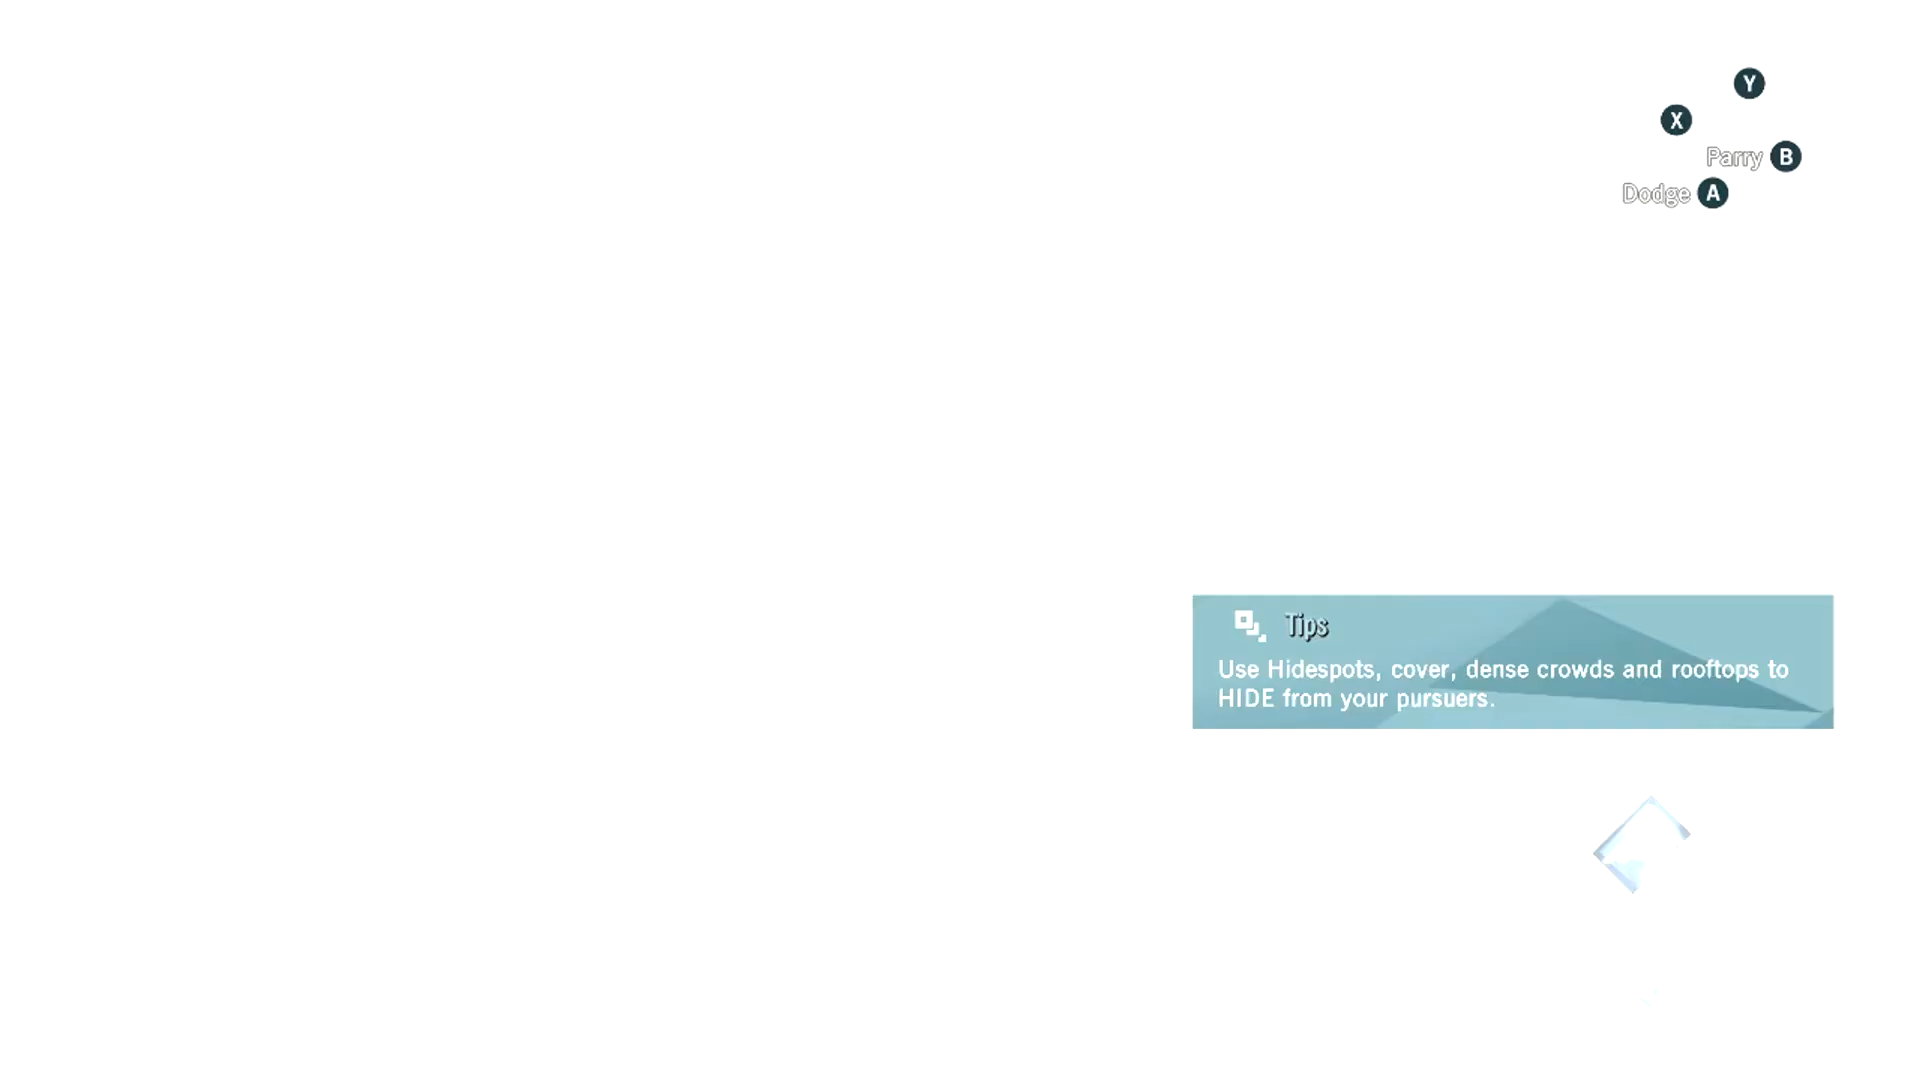 Y
X
Parry B
Dodge A
Tips
Use Hidespots, cover, dense crowds and rooftops to
HIDE from your pursuers.